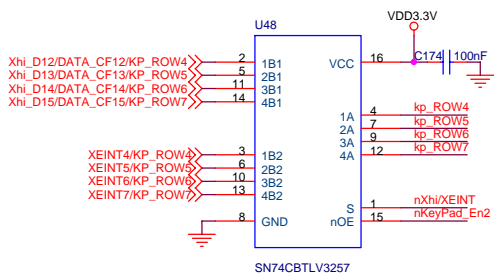 U48
VDD3.3V
Xhi_D12/DATA_CF12/KP_ROW4 2 1B1 VCC 16 C174 100nF
Xhi_D13/DATA_CF13/KP_ROW5 5 2B1
Xhi_D14/DATA_CF14/KP_ROW6 11 3B1
Xhi_D15/DATA_CF15/KP_ROW7 14 4B1
1A 4 kp_ROW4
2A 7 kp_ROW5
3A 9 kp_ROW6
4A 12 kp_ROW7
XEINT4/KP_ROW4 3 1B2
XEINT5/KP_ROW5 6 2B2
XEINT6/KP_ROW6 10 3B2
XEINT7/KP_ROW7 13 4B2
S 1 nXhi/XEINT
8 GND nOE 15 nKeyPad_En2
SN74CBTLV3257